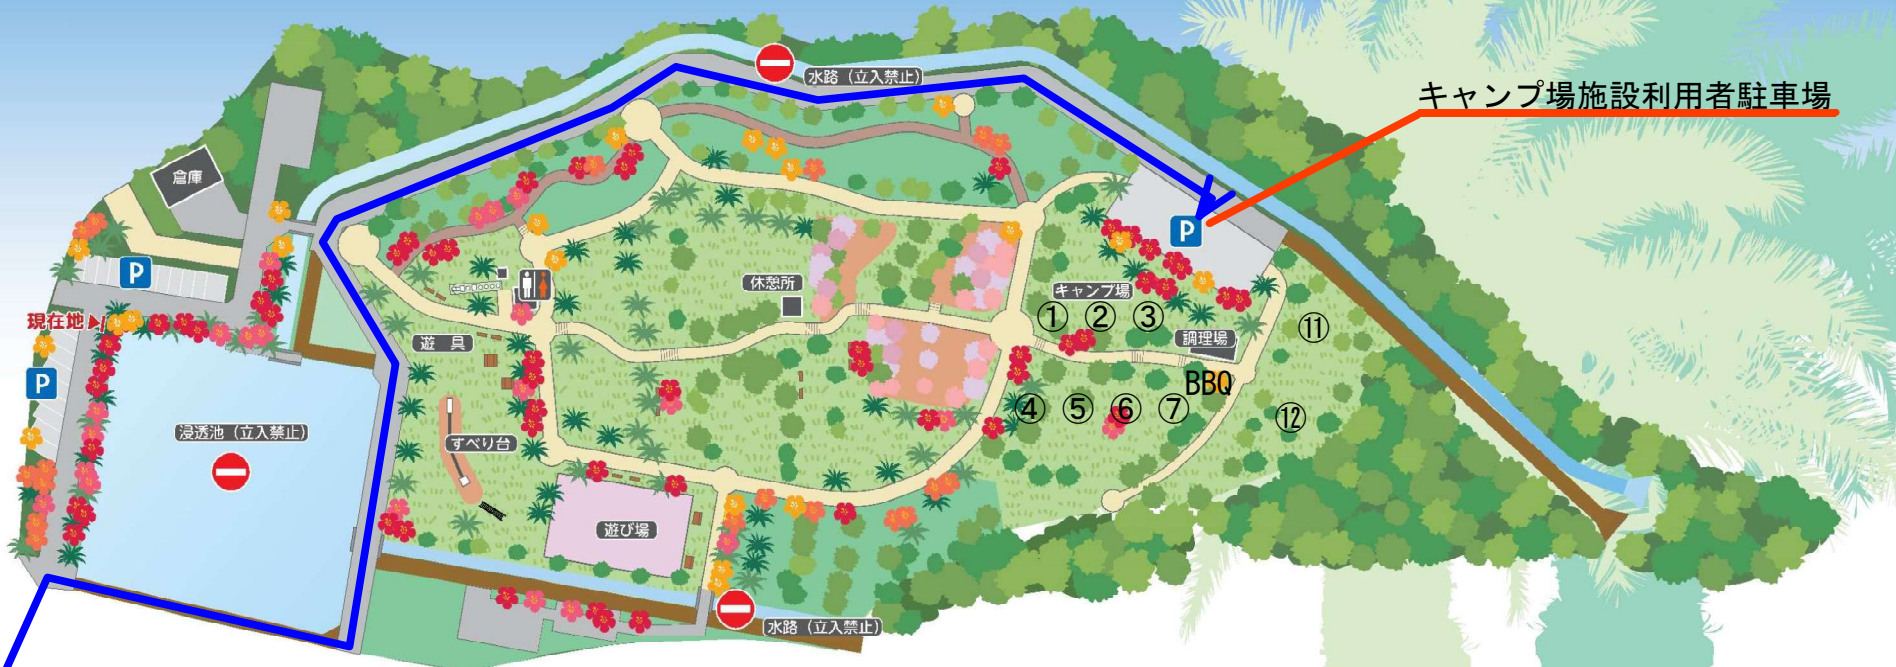 水路（立入禁止）
キャンプ場施設利用者駐車場
倉庫
P
P
休憩所
キャンプ場
① ② ③
⑪
現在地
遊 具
調理場
P
BBQ
④ ⑤ ⑥ ⑦
⑫
浸透池（立入禁止）
すべり台
遊び場
水路（立入禁止）